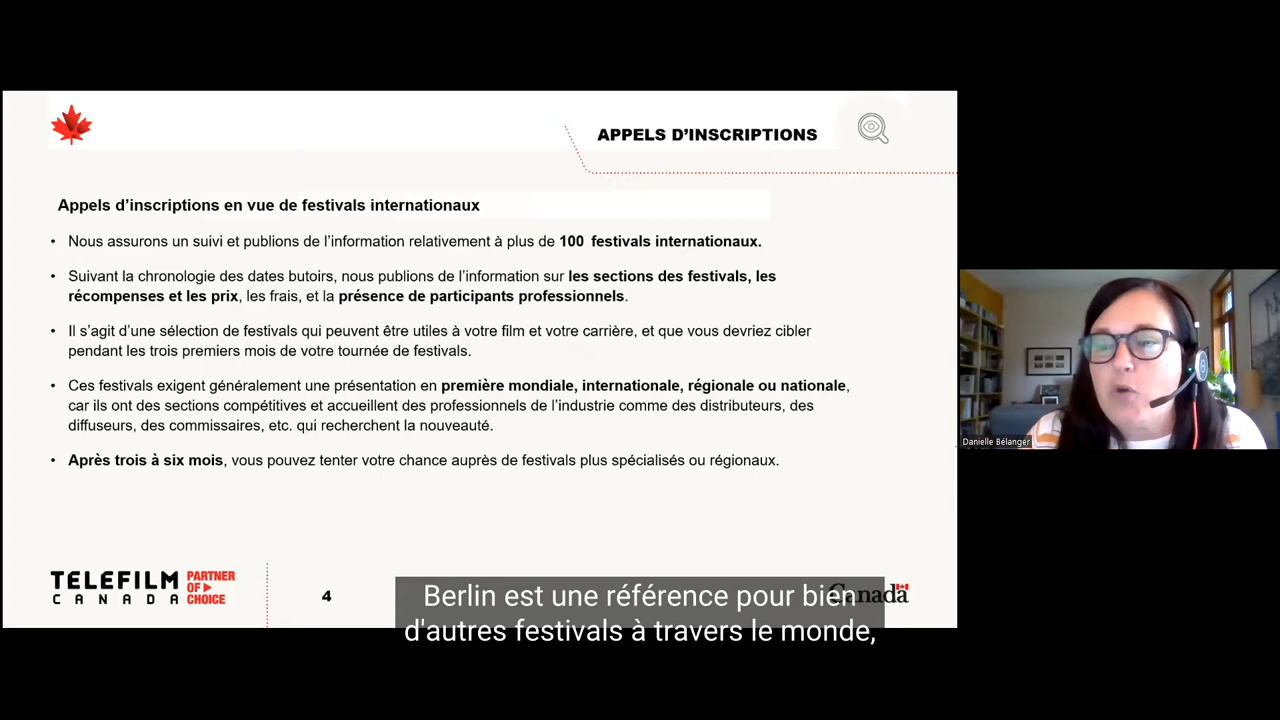 APPELS D’INSCRIPTIONS
Appels d’inscriptions en vue de festivals internationaux
• Nous assurons un suivi et publions de l’information relativement à plus de 100 festivals internationaux.
• Suivant la chronologie des dates butoirs, nous publions de l’information sur les sections des festivals, les
récompenses et les prix, les frais, et la présence de participants professionnels.
• Il s’agit d’une sélection de festivals qui peuvent être utiles à votre film et votre carrière, et que vous devriez cibler
pendant les trois premiers mois de votre tournée de festivals.
• Ces festivals exigent généralement une présentation en première mondiale, internationale, régionale ou nationale,
car ils ont des sections compétitives et accueillent des professionnels de l’industrie comme des distributeurs, des
diffuseurs, des commissaires, etc. qui recherchent la nouveauté.
• Après trois à six mois, vous pouvez tenter votre chance auprès de festivals plus spécialisés ou régionaux.
Danielle Bélanger
TELEFILM
CANADA
PARTNER
OF
CHOICE
4
Canada
Berlin est une référence pour bien
d'autres festivals à travers le monde,